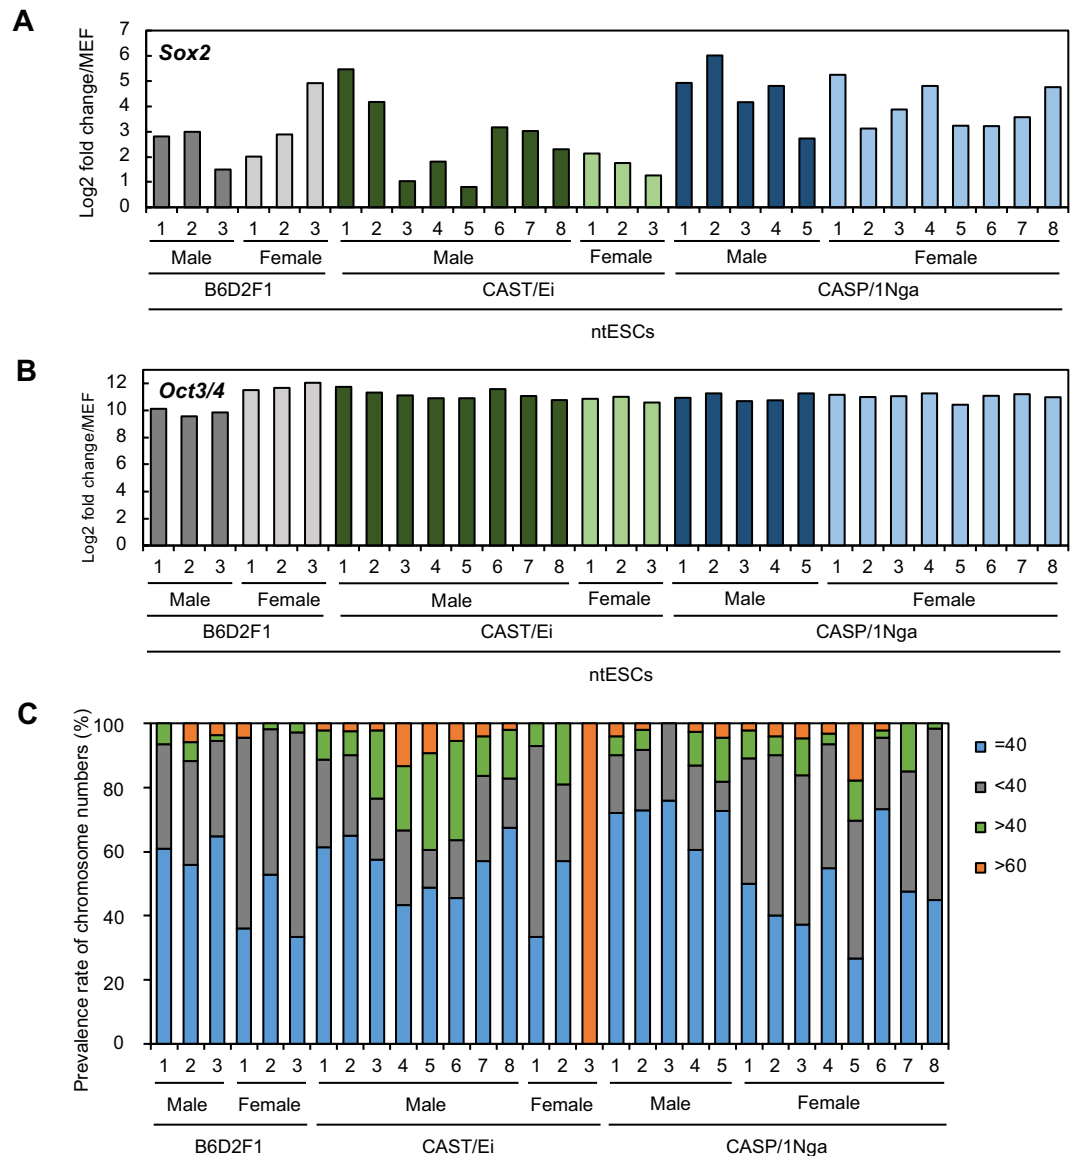 A
Log2 fold change/MEF
7
6
5
4
3
2
1
0
Sox2
1 2 3 1 2 3 1 2 3 4 5 6 7 8 1 2 3 1 2 3 4 5 1 2 3 4 5 6 7 8
Male Female Male Female Male Female
B6D2F1 CAST/Ei CASP/1Nga
ntESCs
B
Log2 fold change/MEF
12
10
8
6
4
2
0
Oct3/4
1 2 3 1 2 3 1 2 3 4 5 6 7 8 1 2 3 1 2 3 4 5 1 2 3 4 5 6 7 8
Male Female Male Female Male Female
B6D2F1 CAST/Ei CASP/1Nga
ntESCs
C
Prevalence rate of chromosome numbers (%)
100
80
60
40
20
0
=40
<40
>40
>60
1 2 3 1 2 3 1 2 3 4 5 6 7 8 1 2 3 1 2 3 4 5 1 2 3 4 5 6 7 8
Male Female Male Female Male Female
B6D2F1 CAST/Ei CASP/1Nga